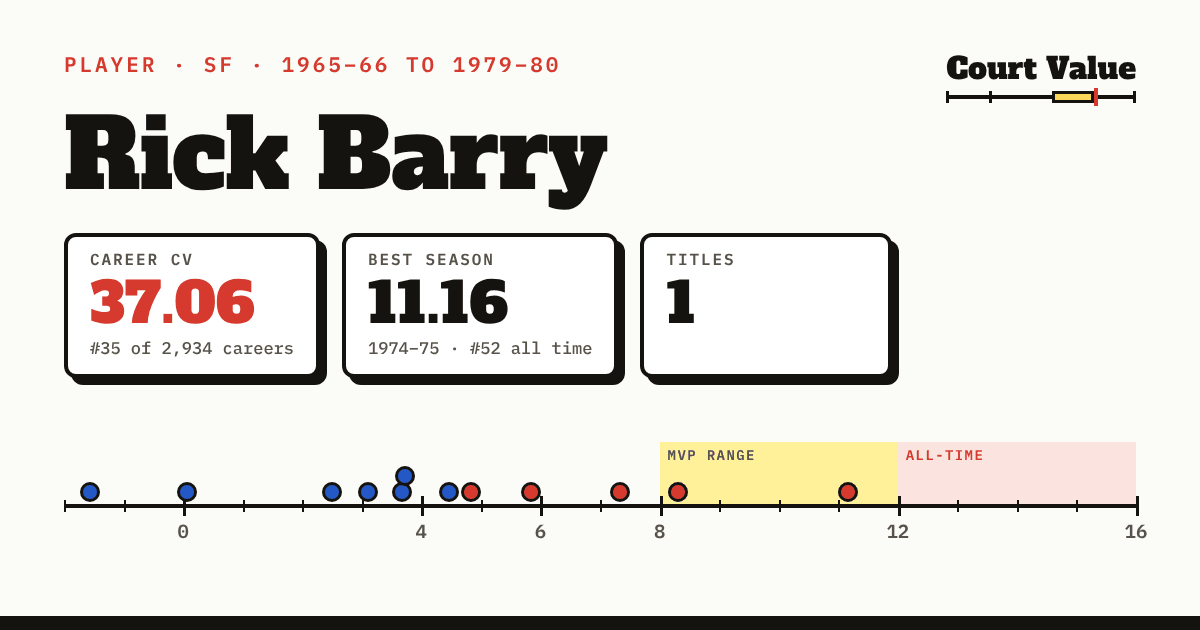 PLAYER · SF · 1965–66 TO 1979–80
Court Value
Rick Barry
CAREER CV
37.06
#35 of 2,934 careers
BEST SEASON
11.16
1974–75 · #52 all time
TITLES
1
MVP RANGE
ALL-TIME
0 4 6 8 12 16